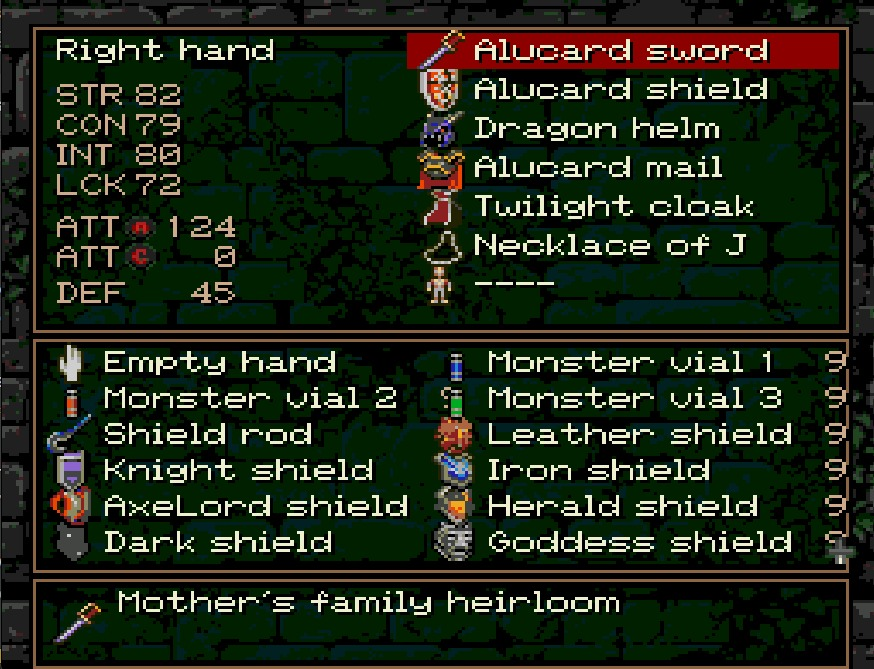 Right hand
STR 82
CON 79
INT 80
LCK 72
ATT A 124
ATT C 0
DEF 45
Alucard sword
Alucard shield
Dragon helm
Alucard mail
Twilight cloak
Necklace of J
----
Empty hand Monster vial 1 9
Monster vial 2 Monster vial 3 9
Shield rod Leather shield 9
Knight shield Iron shield 9
AxeLord shield Herald shield 9
Dark shield Goddess shield 9
Mother's family heirloom